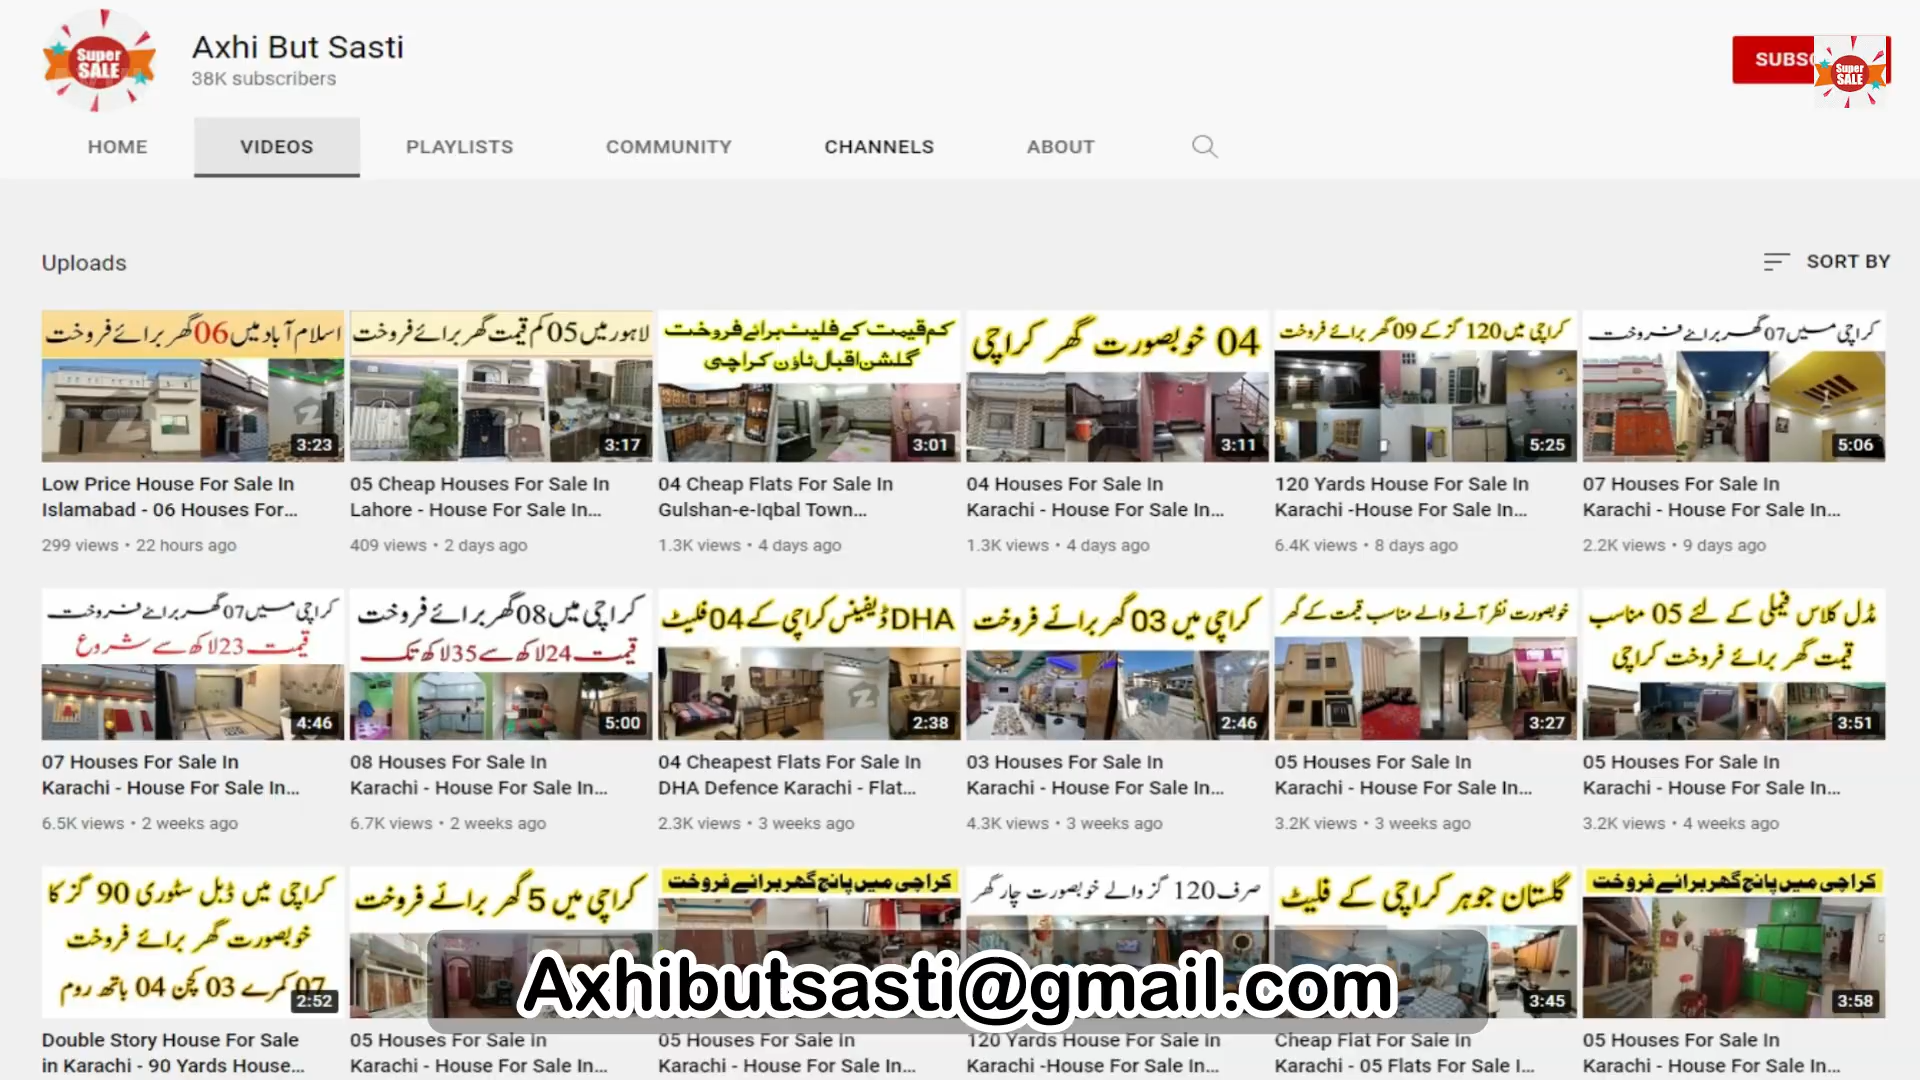 Super
SALE
Axhi But Sasti
38K subscribers
SUBSC
Super
SALE
HOME
VIDEOS
PLAYLISTS
COMMUNITY
CHANNELS
ABOUT
Uploads
SORT BY
اسلام آباد میں 06 گھر برائے فروخت
لاہور میں 05 کم قیمت گھر برائے فروخت
کم قیمت کے فلیٹ برائے فروخت
گلشن اقبال ٹاؤن کراچی
04 خوبصورت گھر کراچی
کراچی میں 120 گز کے 09 گھر برائے فروخت
کراچی میں 07 گھر برائے فروخت
3:23
3:17
3:01
3:11
5:25
5:06
Low Price House For Sale In
Islamabad - 06 Houses For...
299 views • 22 hours ago
05 Cheap Houses For Sale In
Lahore - House For Sale In...
409 views • 2 days ago
04 Cheap Flats For Sale In
Gulshan-e-Iqbal Town...
1.3K views • 4 days ago
04 Houses For Sale In
Karachi - House For Sale In...
1.3K views • 4 days ago
120 Yards House For Sale In
Karachi -House For Sale In...
6.4K views • 8 days ago
07 Houses For Sale In
Karachi - House For Sale In...
2.2K views • 9 days ago
کراچی میں 07 گھر برائے فروخت
قیمت 23 لاکھ سے شروع
کراچی میں 08 گھر برائے فروخت
قیمت 24 لاکھ سے 35 لاکھ تک
DHA ڈیفینس کراچی کے 04 فلیٹ
کراچی میں 03 گھر برائے فروخت
خوبصورت نظر آنے والے مناسب قیمت کے گھر
مڈل کلاس فیملی کے لئے 05 مناسب
قیمت گھر برائے فروخت کراچی
4:46
5:00
2:38
2:46
3:27
3:51
07 Houses For Sale In
Karachi - House For Sale In...
6.5K views • 2 weeks ago
08 Houses For Sale In
Karachi - House For Sale In...
6.7K views • 2 weeks ago
04 Cheapest Flats For Sale In
DHA Defence Karachi - Flat...
2.3K views • 3 weeks ago
03 Houses For Sale In
Karachi - House For Sale In...
4.3K views • 3 weeks ago
05 Houses For Sale In
Karachi - House For Sale In...
3.2K views • 3 weeks ago
05 Houses For Sale In
Karachi - House For Sale In...
3.2K views • 4 weeks ago
کراچی میں ڈبل سٹوری 90 گز کا
خوبصورت گھر برائے فروخت
07 کمرے 03 کچن 04 باتھ روم
کراچی میں 5 گھر برائے فروخت
کراچی میں پانچ گھر برائے فروخت
صرف 120 گز والے خوبصورت چار گھر
گلستان جوہر کراچی کے فلیٹ
کراچی میں پانچ گھر برائے فروخت
2:52
3:45
3:58
Axhibutsasti@gmail.com
Double Story House For Sale
in Karachi - 90 Yards House...
05 Houses For Sale In
Karachi - House For Sale In...
05 Houses For Sale In
Karachi - House For Sale In...
120 Yards House For Sale In
Karachi -House For Sale In...
Cheap Flat For Sale In
Karachi - 05 Flats For Sale I...
05 Houses For Sale In
Karachi - House For Sale In...